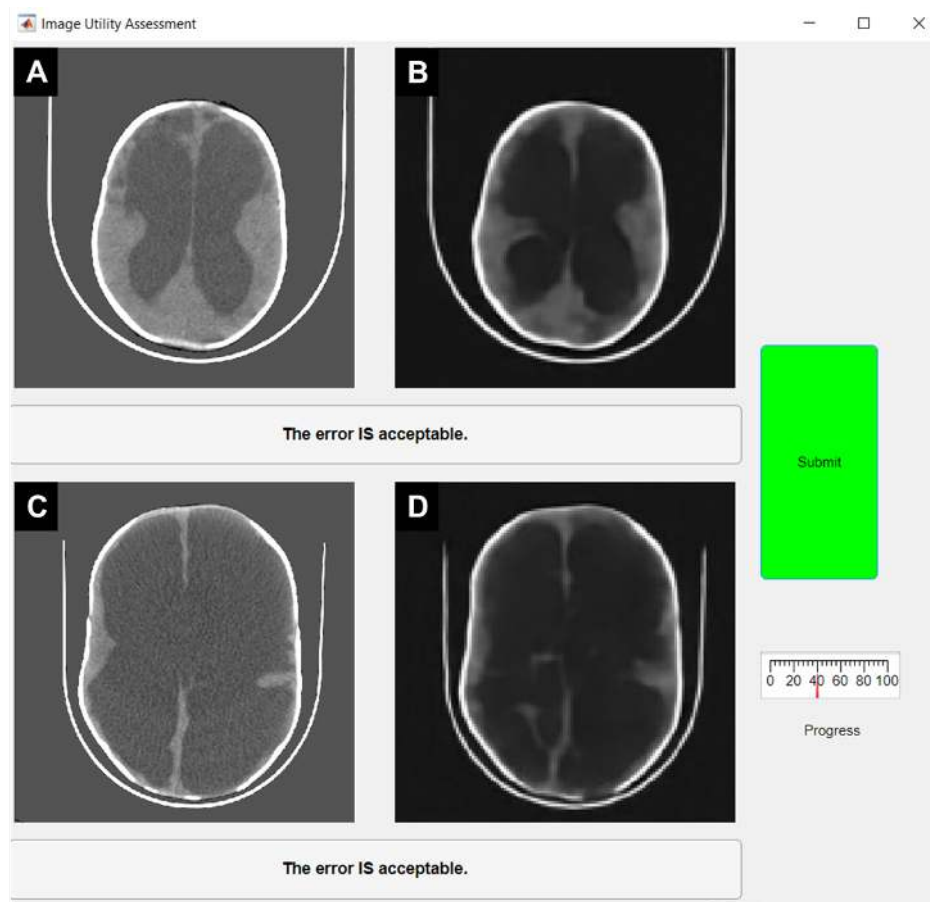 Image Utility Assessment
A
B
The error IS acceptable.
Submit
C
D
0 20 40 60 80 100
Progress
The error IS acceptable.